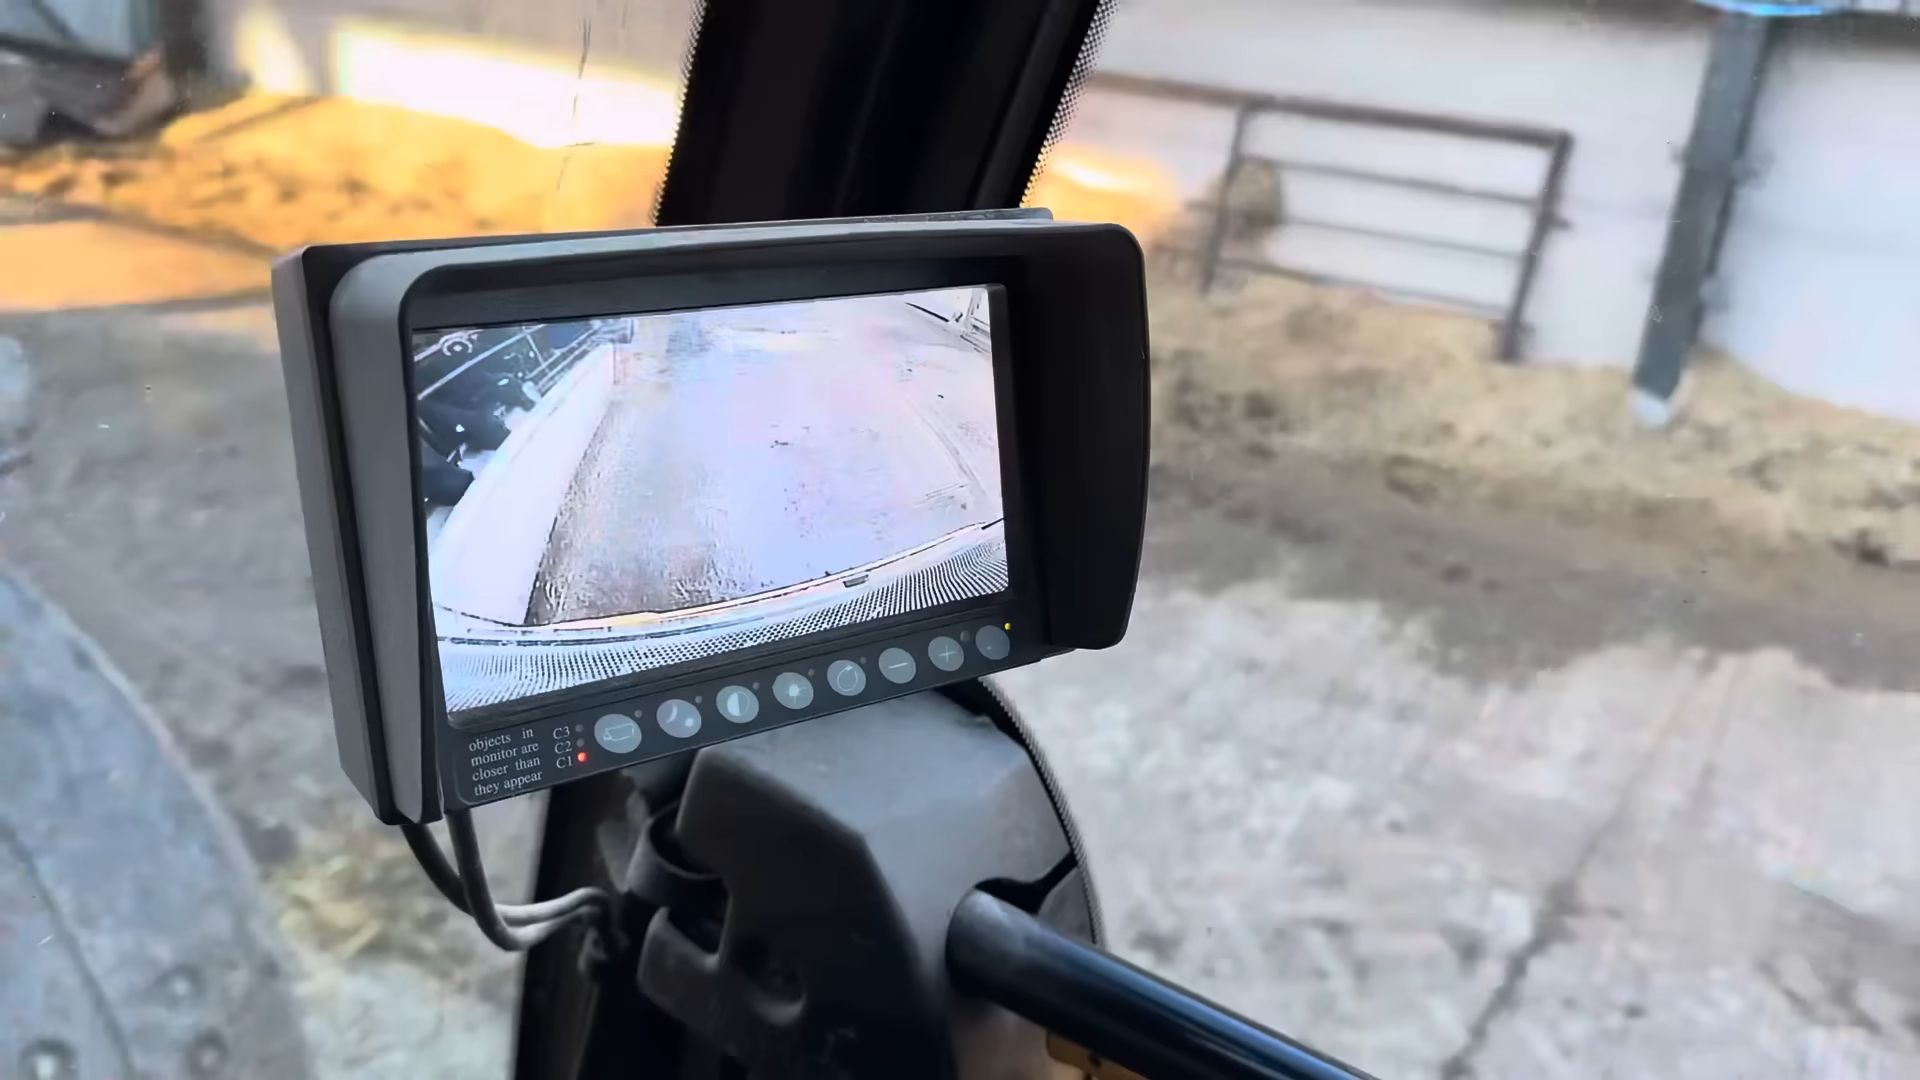 objects in
monitor are
closer than
they appear
C3
C2
C1